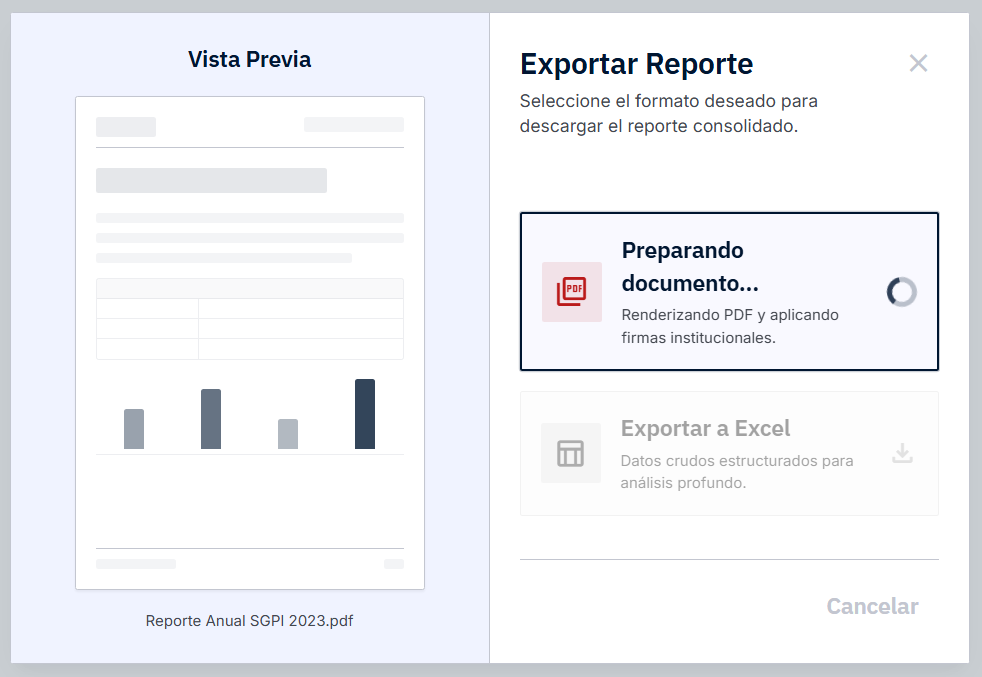 Vista Previa
Reporte Anual SGPI 2023.pdf
Exportar Reporte
Seleccione el formato deseado para
descargar el reporte consolidado.
PDF
Preparando
documento...
Renderizando PDF y aplicando
firmas institucionales.
Exportar a Excel
Datos crudos estructurados para
análisis profundo.
Cancelar